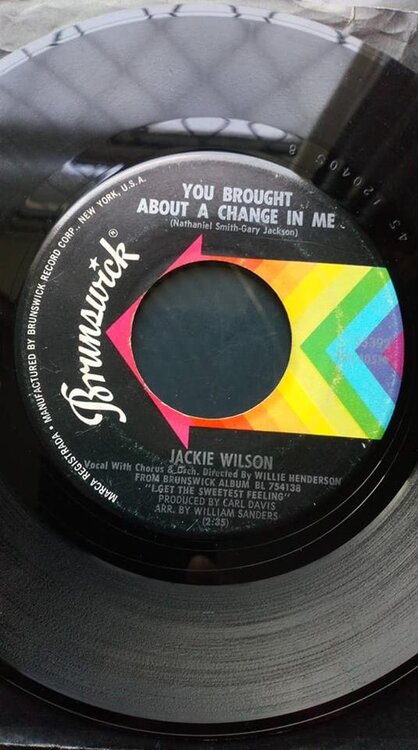 YOU BROUGHT
ABOUT A CHANGE IN ME
(Nathaniel Smith-Gary Jackson)
Brunswick®
MARCA REGISTRADA • MANUFACTURED BY BRUNSWICK RECORD CORP., NEW YORK, N.Y., U.S.A.
JACKIE WILSON
Vocal With Chorus & Orch. Directed By WILLIE HENDERSON
FROM BRUNSWICK ALBUM BL 754138
"I GET THE SWEETEST FEELING"
PRODUCED BY CARL DAVIS
ARR. BY WILLIAM SANDERS
(2:35)